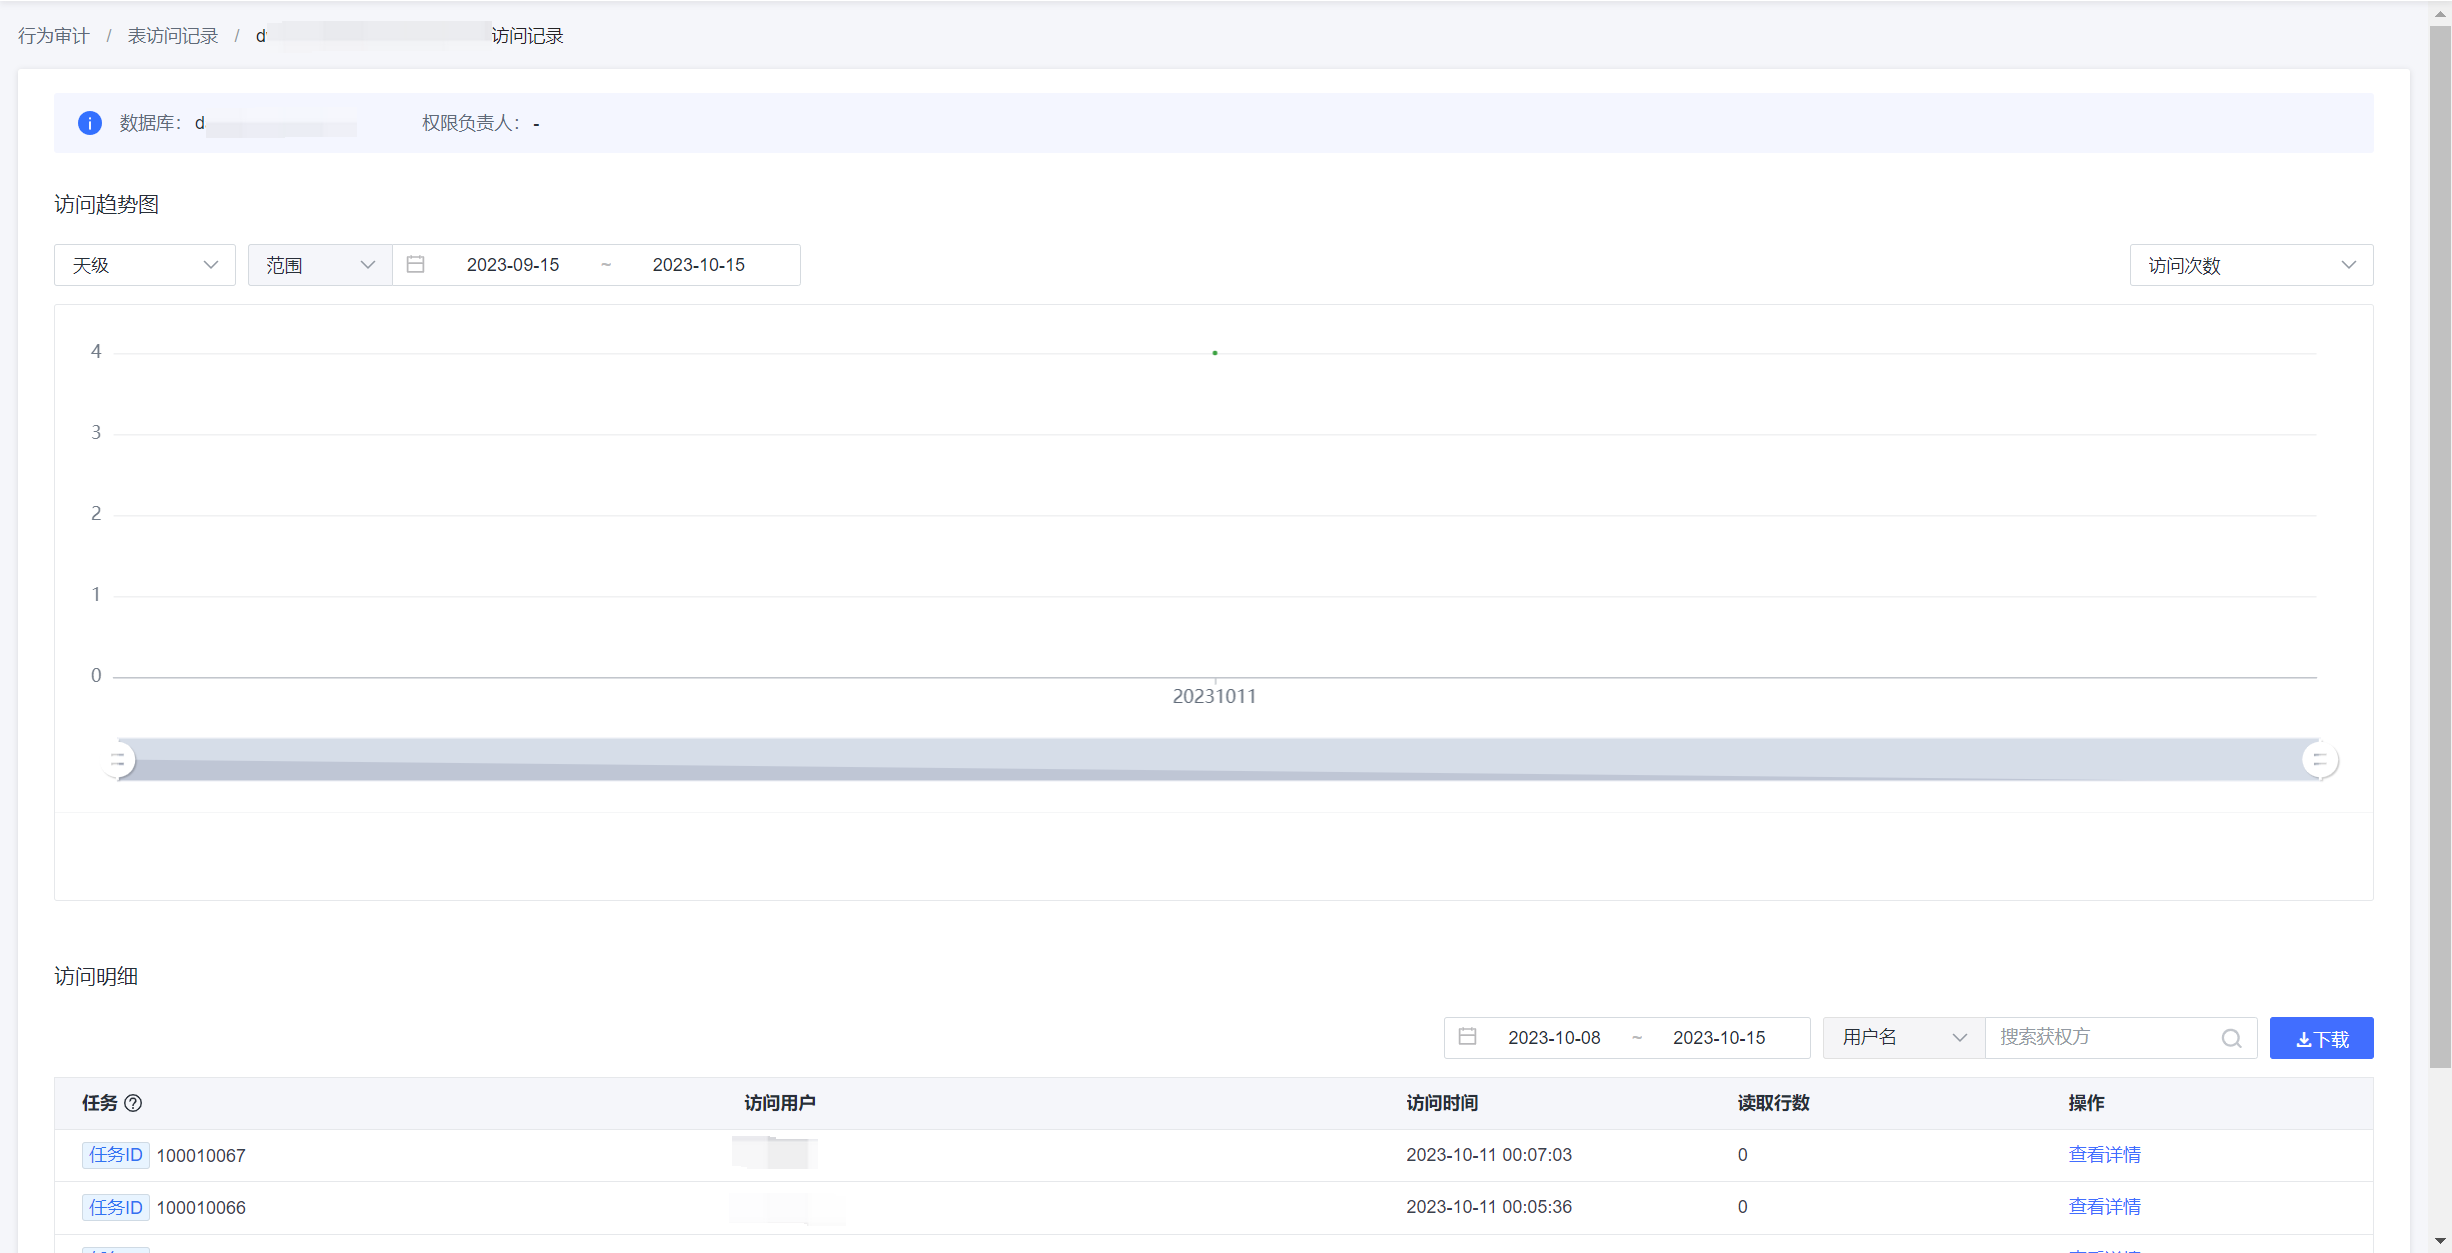 行为审计 / 表访问记录 / d 访问记录
数据库： d 权限负责人： -
访问趋势图
天级 范围 2023-09-15 ~ 2023-10-15 访问次数
4
3
2
1
0
20231011
访问明细
2023-10-08 ~ 2023-10-15 用户名 搜索获权方 下载
任务 访问用户 访问时间 读取行数 操作
任务ID 100010067 2023-10-11 00:07:03 0 查看详情
任务ID 100010066 2023-10-11 00:05:36 0 查看详情